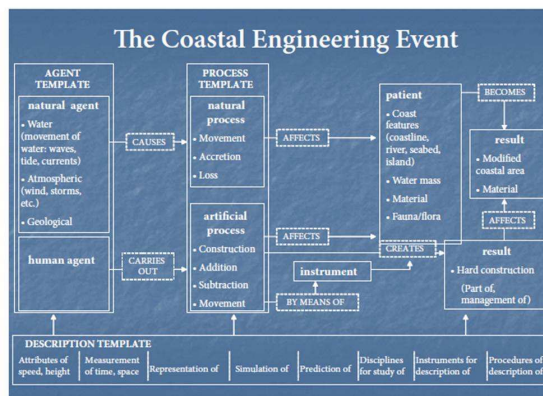 The Coastal Engineering Event
AGENT
TEMPLATE
natural agent
• Water
(movement of
water: waves,
tide, currents)
• Atmospheric
(wind, storms,
etc.)
• Geological
human agent
CAUSES
CARRIES
OUT
PROCESS
TEMPLATE
natural
process
• Movement
• Accretion
• Loss
artificial
process
• Construction
• Addition
• Subtraction
• Movement
AFFECTS
AFFECTS
instrument
BY MEANS OF
patient
• Coast
features
(coastline,
river, seabed,
island)
• Water mass
• Material
• Fauna/flora
CREATES
BECOMES
result
• Modified
coastal area
• Material
AFFECTS
result
• Hard construction
(Part of,
management of)
DESCRIPTION TEMPLATE
Attributes of
speed, height
Measurement
of time, space
Representation of
Simulation of
Prediction of
Disciplines
for study of
Instruments for
description of
Procedures of
description of